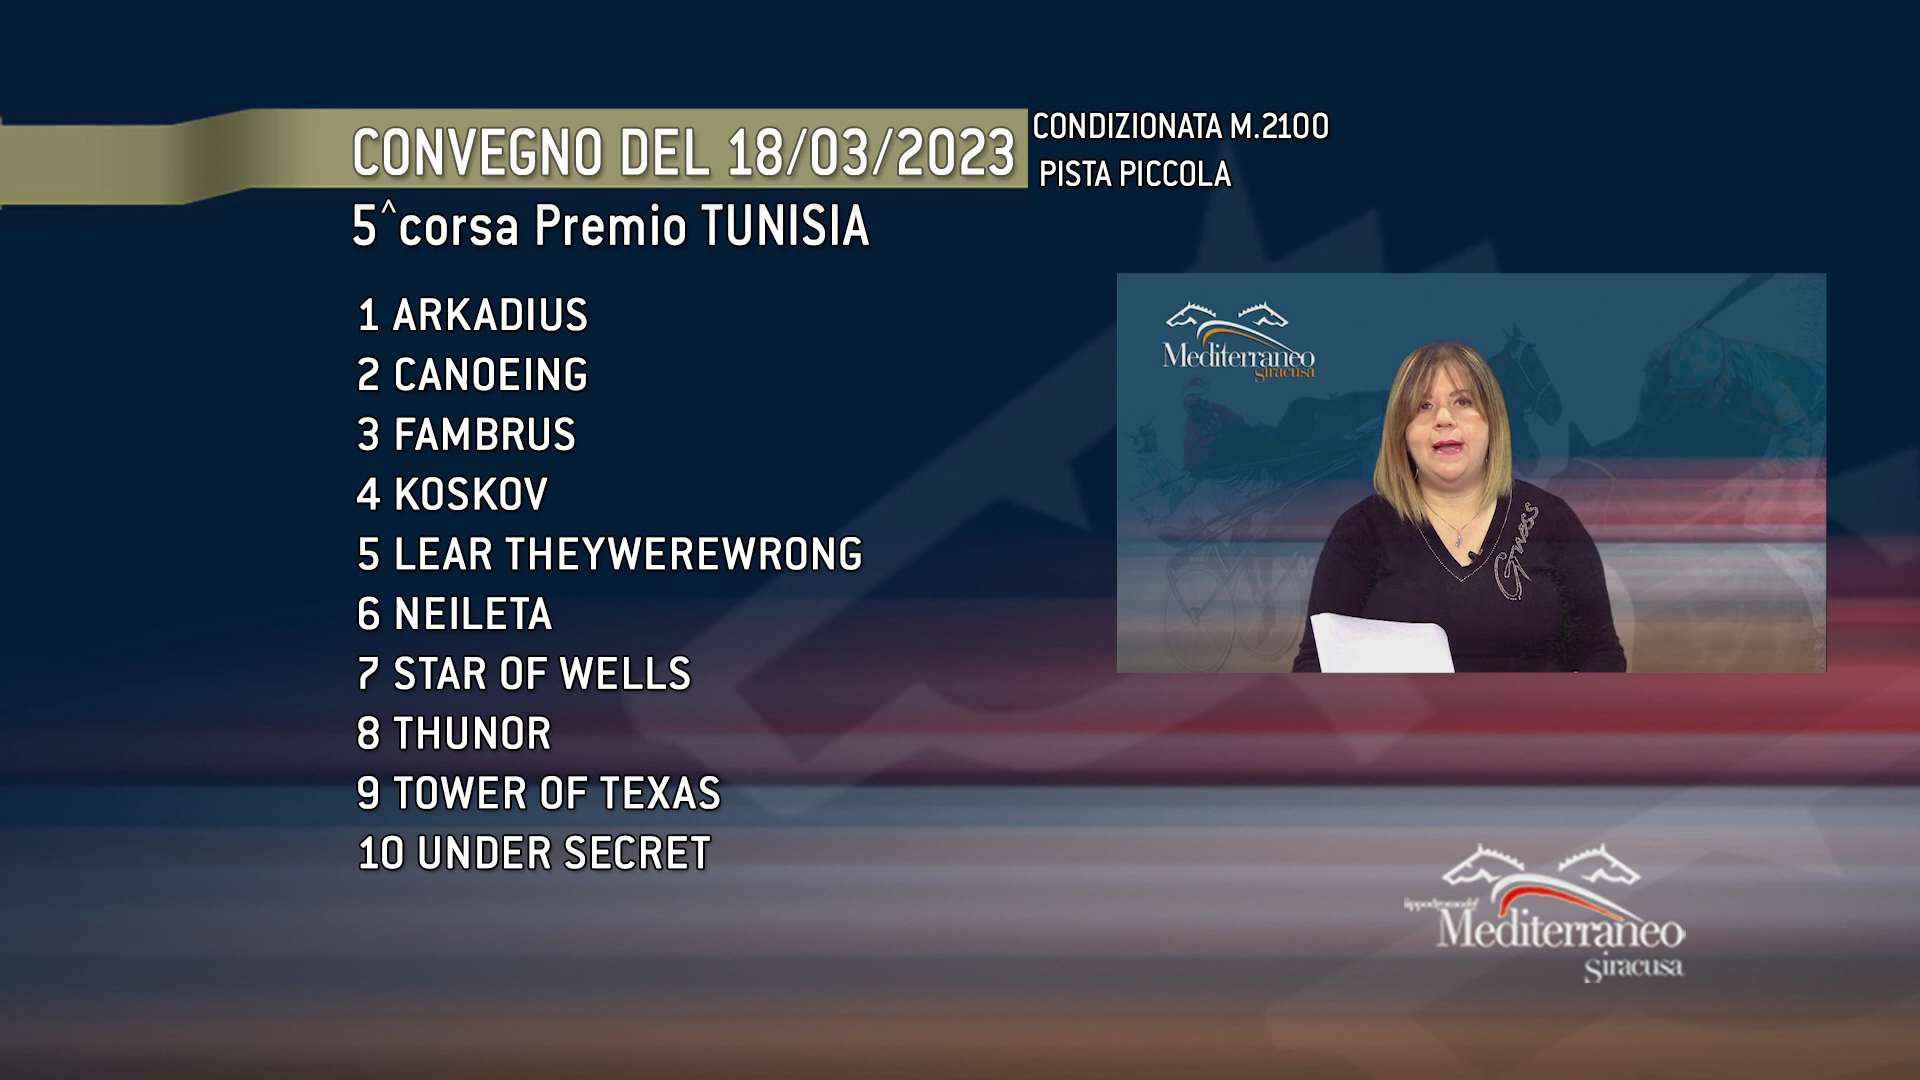 CONVEGNO DEL 18/03/2023
CONDIZIONATA M.2100
PISTA PICCOLA
5^corsa Premio TUNISIA
1 ARKADIUS
2 CANOEING
3 FAMBRUS
4 KOSKOV
5 LEAR THEYWEREWRONG
6 NEILETA
7 STAR OF WELLS
8 THUNOR
9 TOWER OF TEXAS
10 UNDER SECRET
Mediterraneo
Siracusa
Guess
Mediterraneo
Siracusa